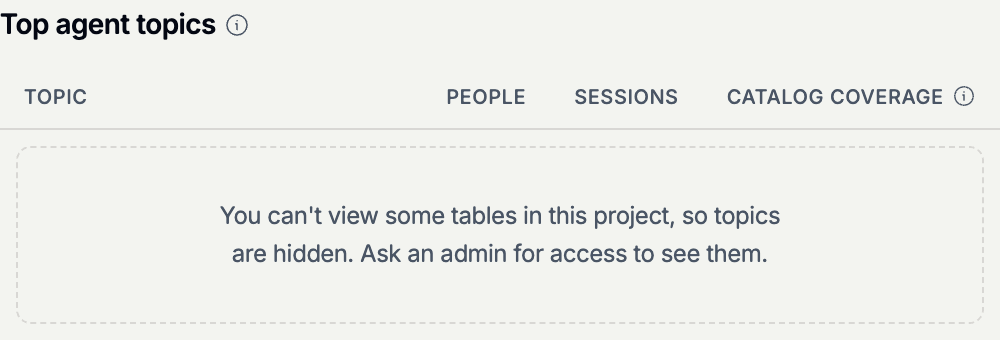 Top agent topics
TOPIC PEOPLE SESSIONS CATALOG COVERAGE
You can't view some tables in this project, so topics
are hidden. Ask an admin for access to see them.